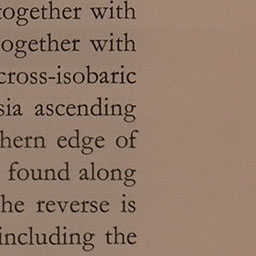 together with
together with
cross-isobaric
sia ascending
hern edge of
found along
he reverse is
including the